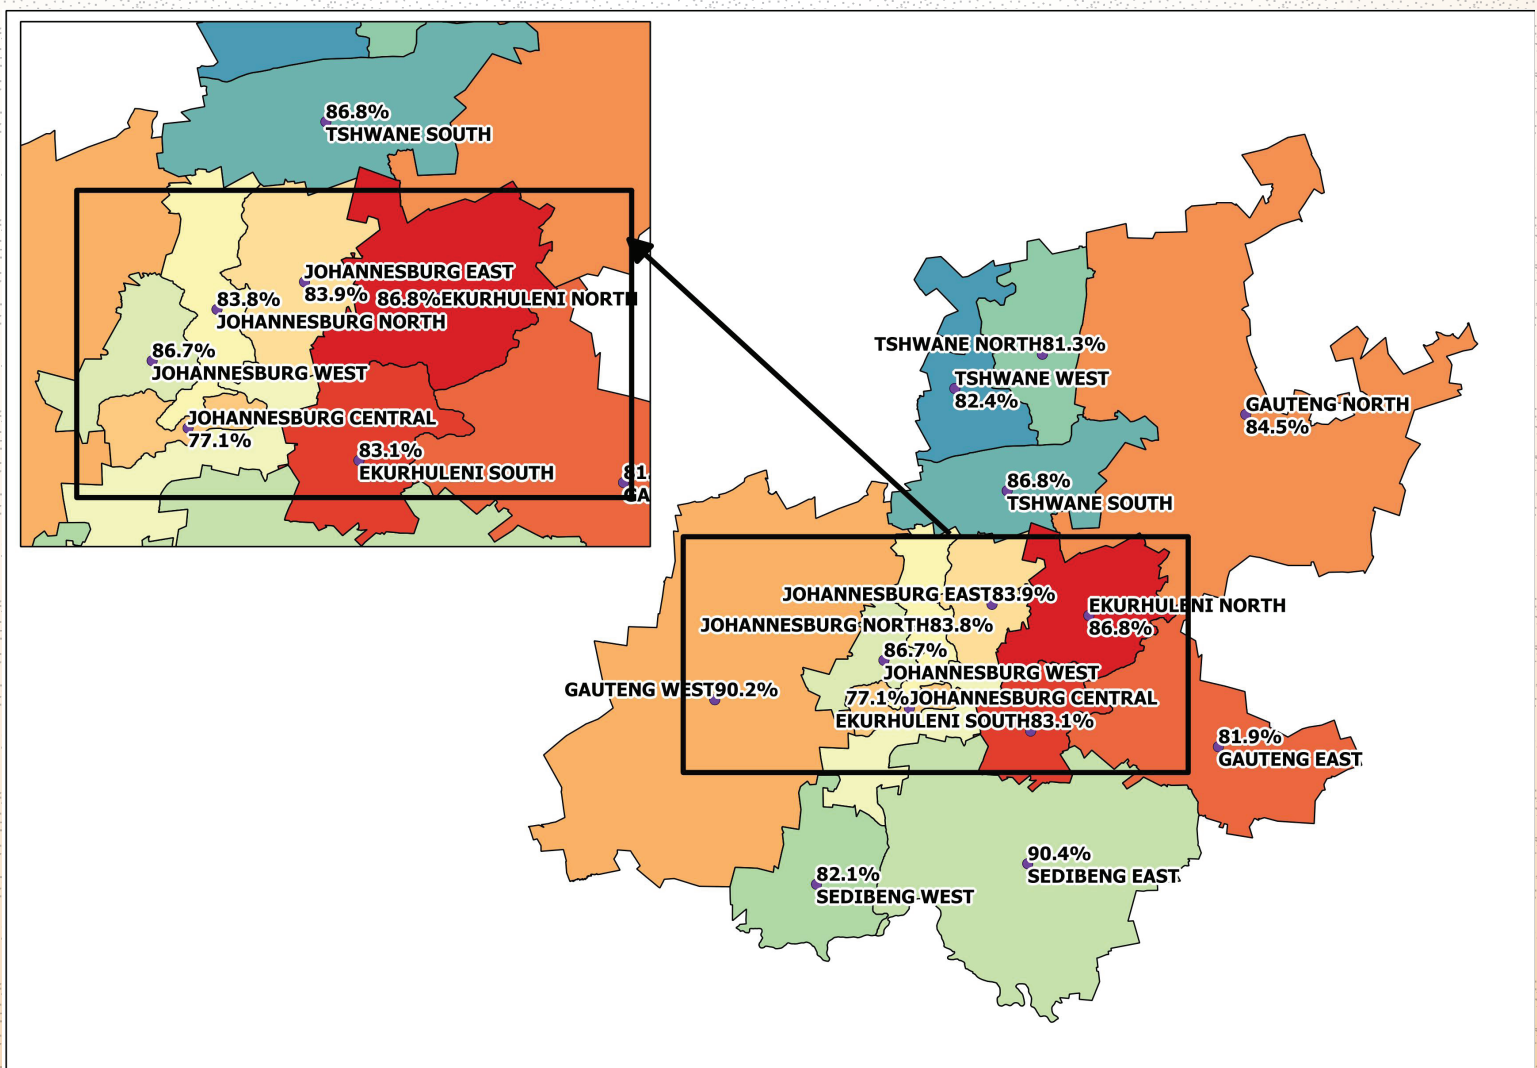 86.8%
TSHWANE SOUTH
JOHANNESBURG EAST
83.9%
86.8%EKURHULENI NORTH
83.8%
JOHANNESBURG NORTH
86.7%
JOHANNESBURG WEST
JOHANNESBURG CENTRAL
77.1%
83.1%
EKURHULENI SOUTH
81.
GA
TSHWANE NORTH81.3%
TSHWANE WEST
82.4%
GAUTENG NORTH
84.5%
86.8%
TSHWANE SOUTH
JOHANNESBURG EAST83.9%
EKURHULENI NORTH
86.8%
JOHANNESBURG NORTH83.8%
86.7%
JOHANNESBURG WEST
GAUTENG WEST90.2%
77.1%JOHANNESBURG CENTRAL
EKURHULENI SOUTH83.1%
81.9%
GAUTENG EAST
90.4%
SEDIBENG EAST
82.1%
SEDIBENG WEST